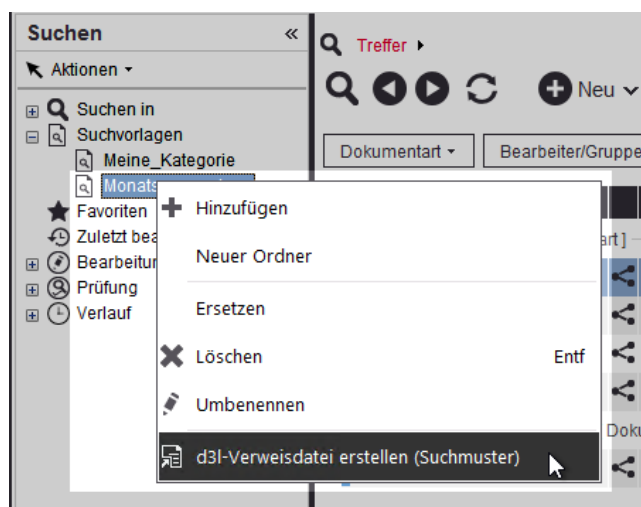 Suchen «
Aktionen
Suchen in
Suchvorlagen
Meine_Kategorie
Monats
Favoriten
Zuletzt bea
Bearbeitun
Prüfung
Verlauf
Treffer
Neu
Dokumentart
Bearbeiter/Gruppe
art ]
Doku
Hinzufügen
Neuer Ordner
Ersetzen
Löschen Entf
Umbenennen
d3l-Verweisdatei erstellen (Suchmuster)